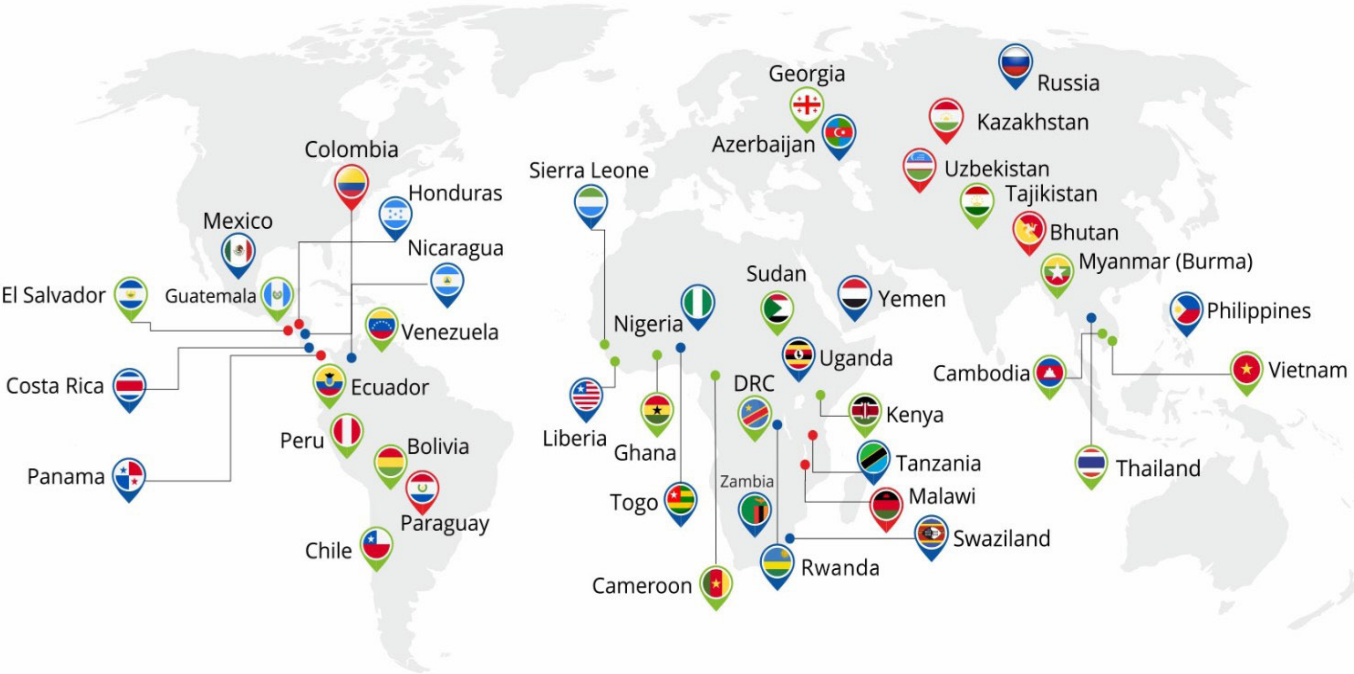 Georgia
Russia
Kazakhstan
Azerbaijan
Colombia
Sierra Leone
Uzbekistan
Honduras
Tajikistan
Mexico
Bhutan
Nicaragua
Myanmar (Burma)
Sudan
El Salvador
Guatemala
Yemen
Philippines
Nigeria
Venezuela
Uganda
Cambodia
Vietnam
Costa Rica
Ecuador
DRC
Kenya
Liberia
Peru
Bolivia
Ghana
Tanzania
Thailand
Panama
Zambia
Malawi
Togo
Paraguay
Swaziland
Chile
Rwanda
Cameroon